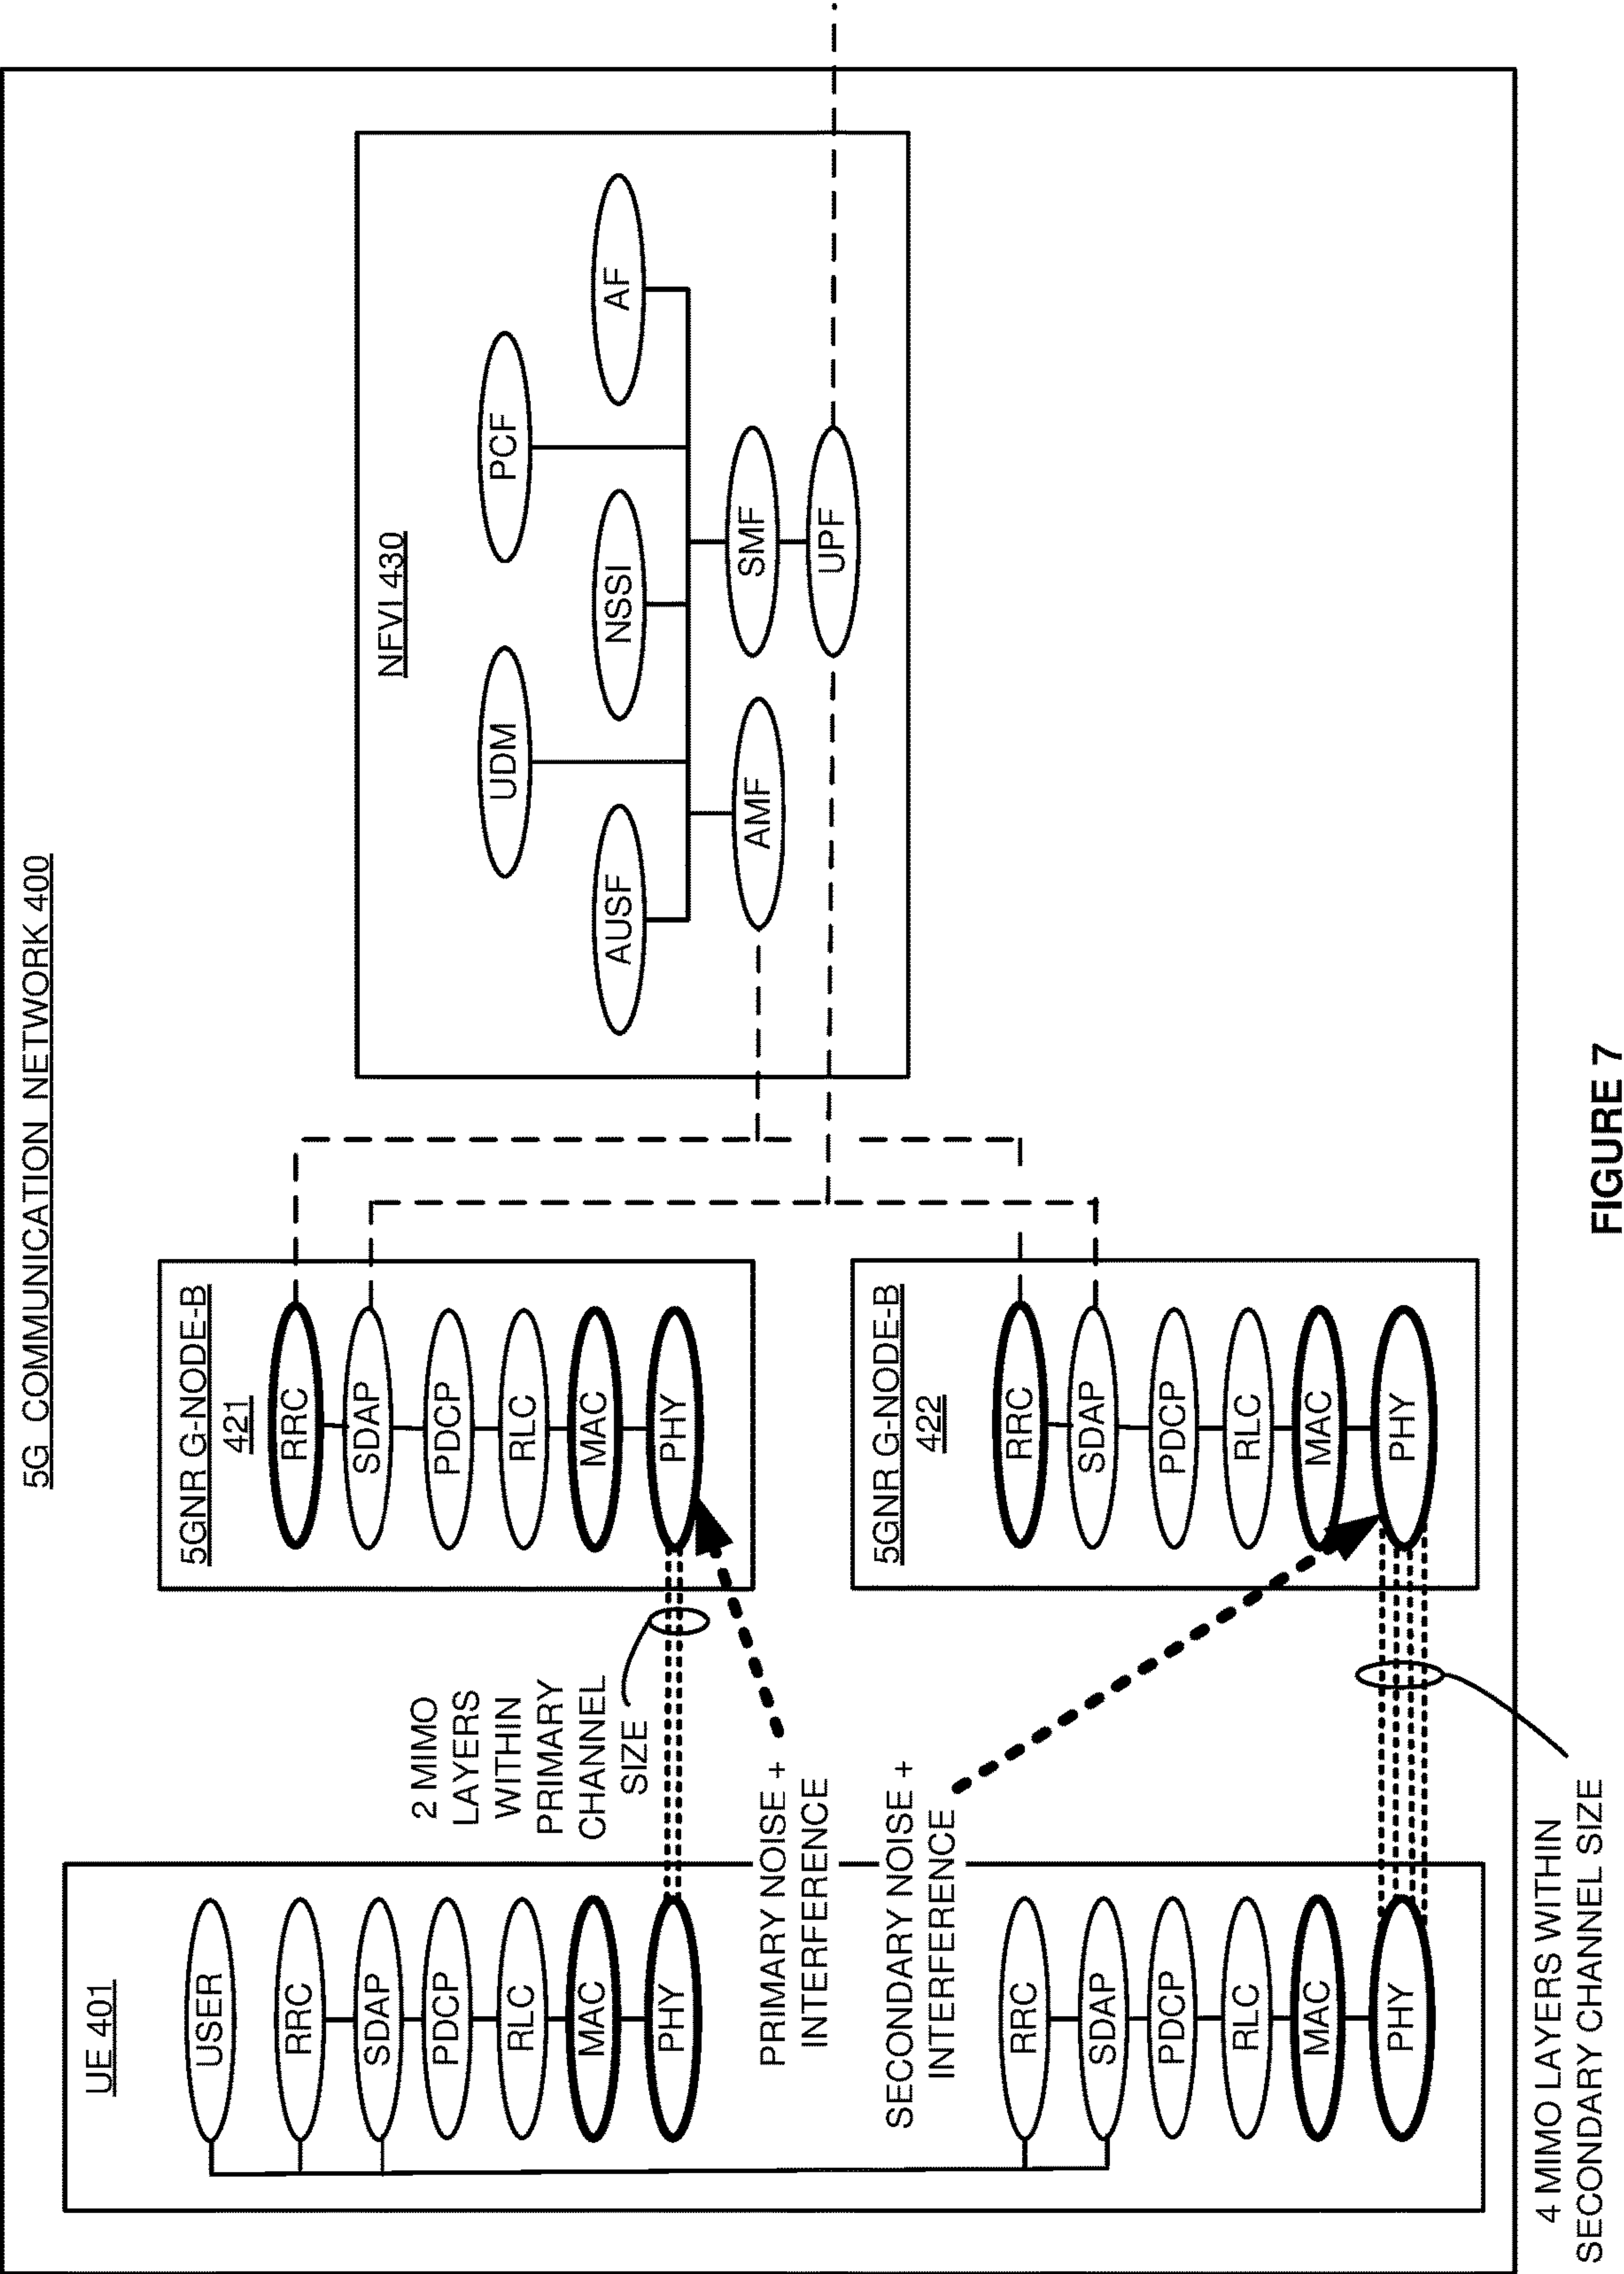 5G COMMUNICATION NETWORK 400
UE 401
USER
RRC
SDAP
PDCP
RLC
MAC
PHY
RRC
SDAP
PDCP
RLC
MAC
PHY
2 MIMO
LAYERS
WITHIN
PRIMARY
CHANNEL
SIZE
PRIMARY NOISE +
INTERFERENCE
SECONDARY NOISE +
INTERFERENCE
4 MIMO LAYERS WITHIN
SECONDARY CHANNEL SIZE
5GNR G-NODE-B
421
RRC
SDAP
PDCP
RLC
MAC
PHY
5GNR G-NODE-B
422
RRC
SDAP
PDCP
RLC
MAC
PHY
NFVI 430
UDM
PCF
AUSF
NSSI
AF
AMF
SMF
UPF
FIGURE 7